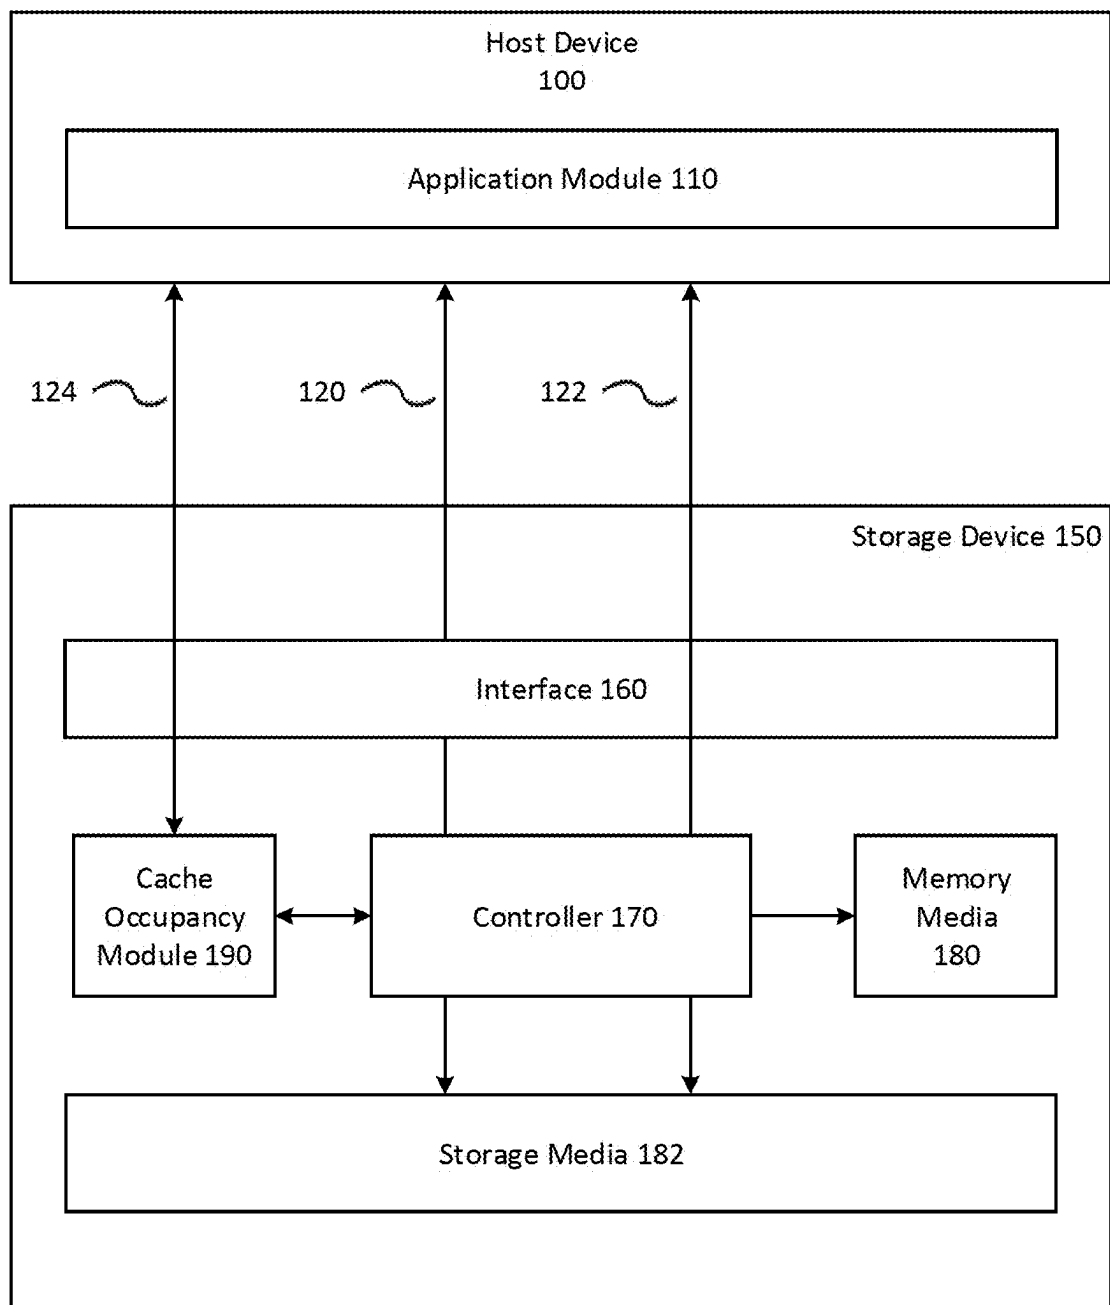 Host Device
100
Application Module 110
124
120
122
Storage Device 150
Interface 160
Cache
Occupancy
Module 190
Controller 170
Memory
Media
180
Storage Media 182